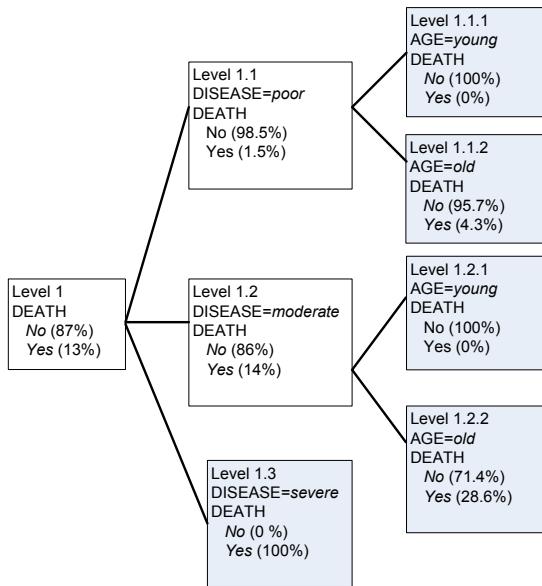 Level 1
DEATH
No (87%)
Yes (13%)
Level 1.1
DISEASE=poor
DEATH
No (98.5%)
Yes (1.5%)
Level 1.1.1
AGE=young
DEATH
No (100%)
Yes (0%)
Level 1.1.2
AGE=old
DEATH
No (95.7%)
Yes (4.3%)
Level 1.2
DISEASE=moderate
DEATH
No (86%)
Yes (14%)
Level 1.2.1
AGE=young
DEATH
No (100%)
Yes (0%)
Level 1.2.2
AGE=old
DEATH
No (71.4%)
Yes (28.6%)
Level 1.3
DISEASE=severe
DEATH
No (0 %)
Yes (100%)